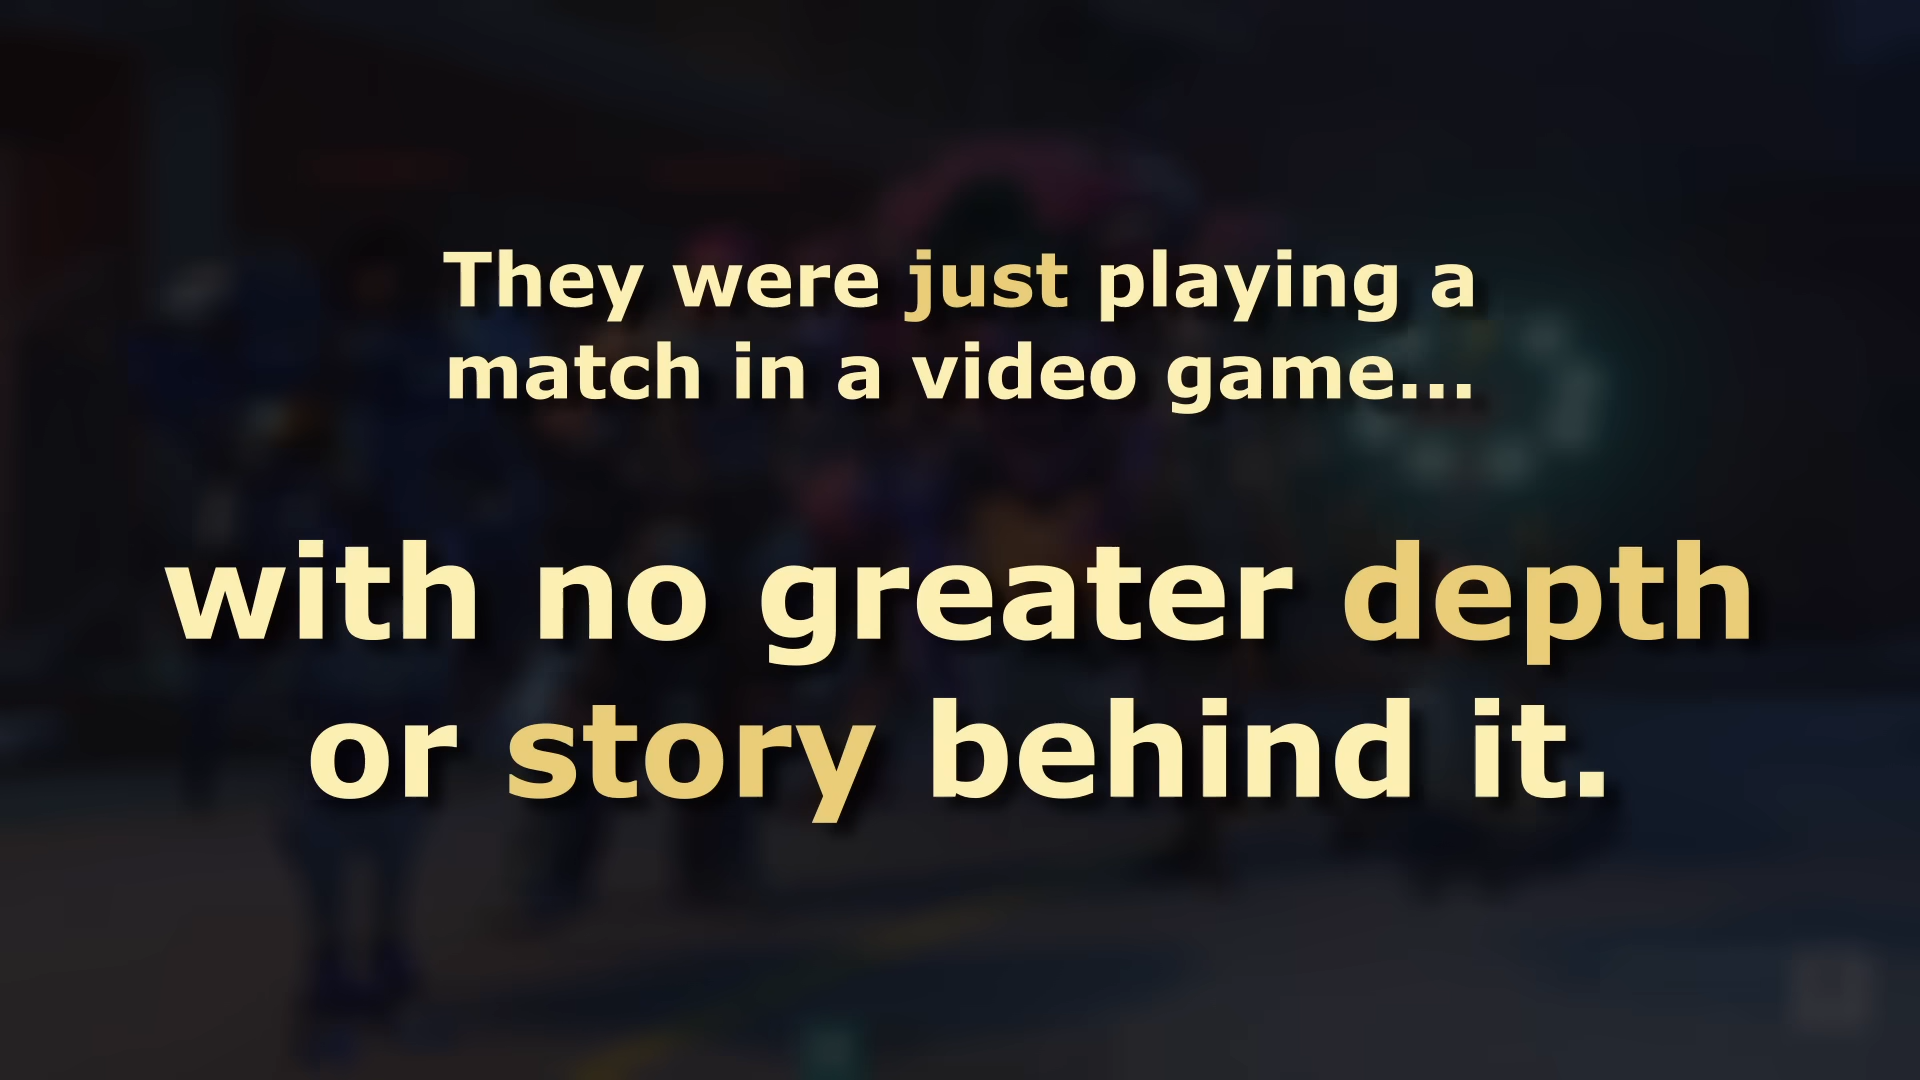 They were just playing a
match in a video game...
with no greater depth
or story behind it.